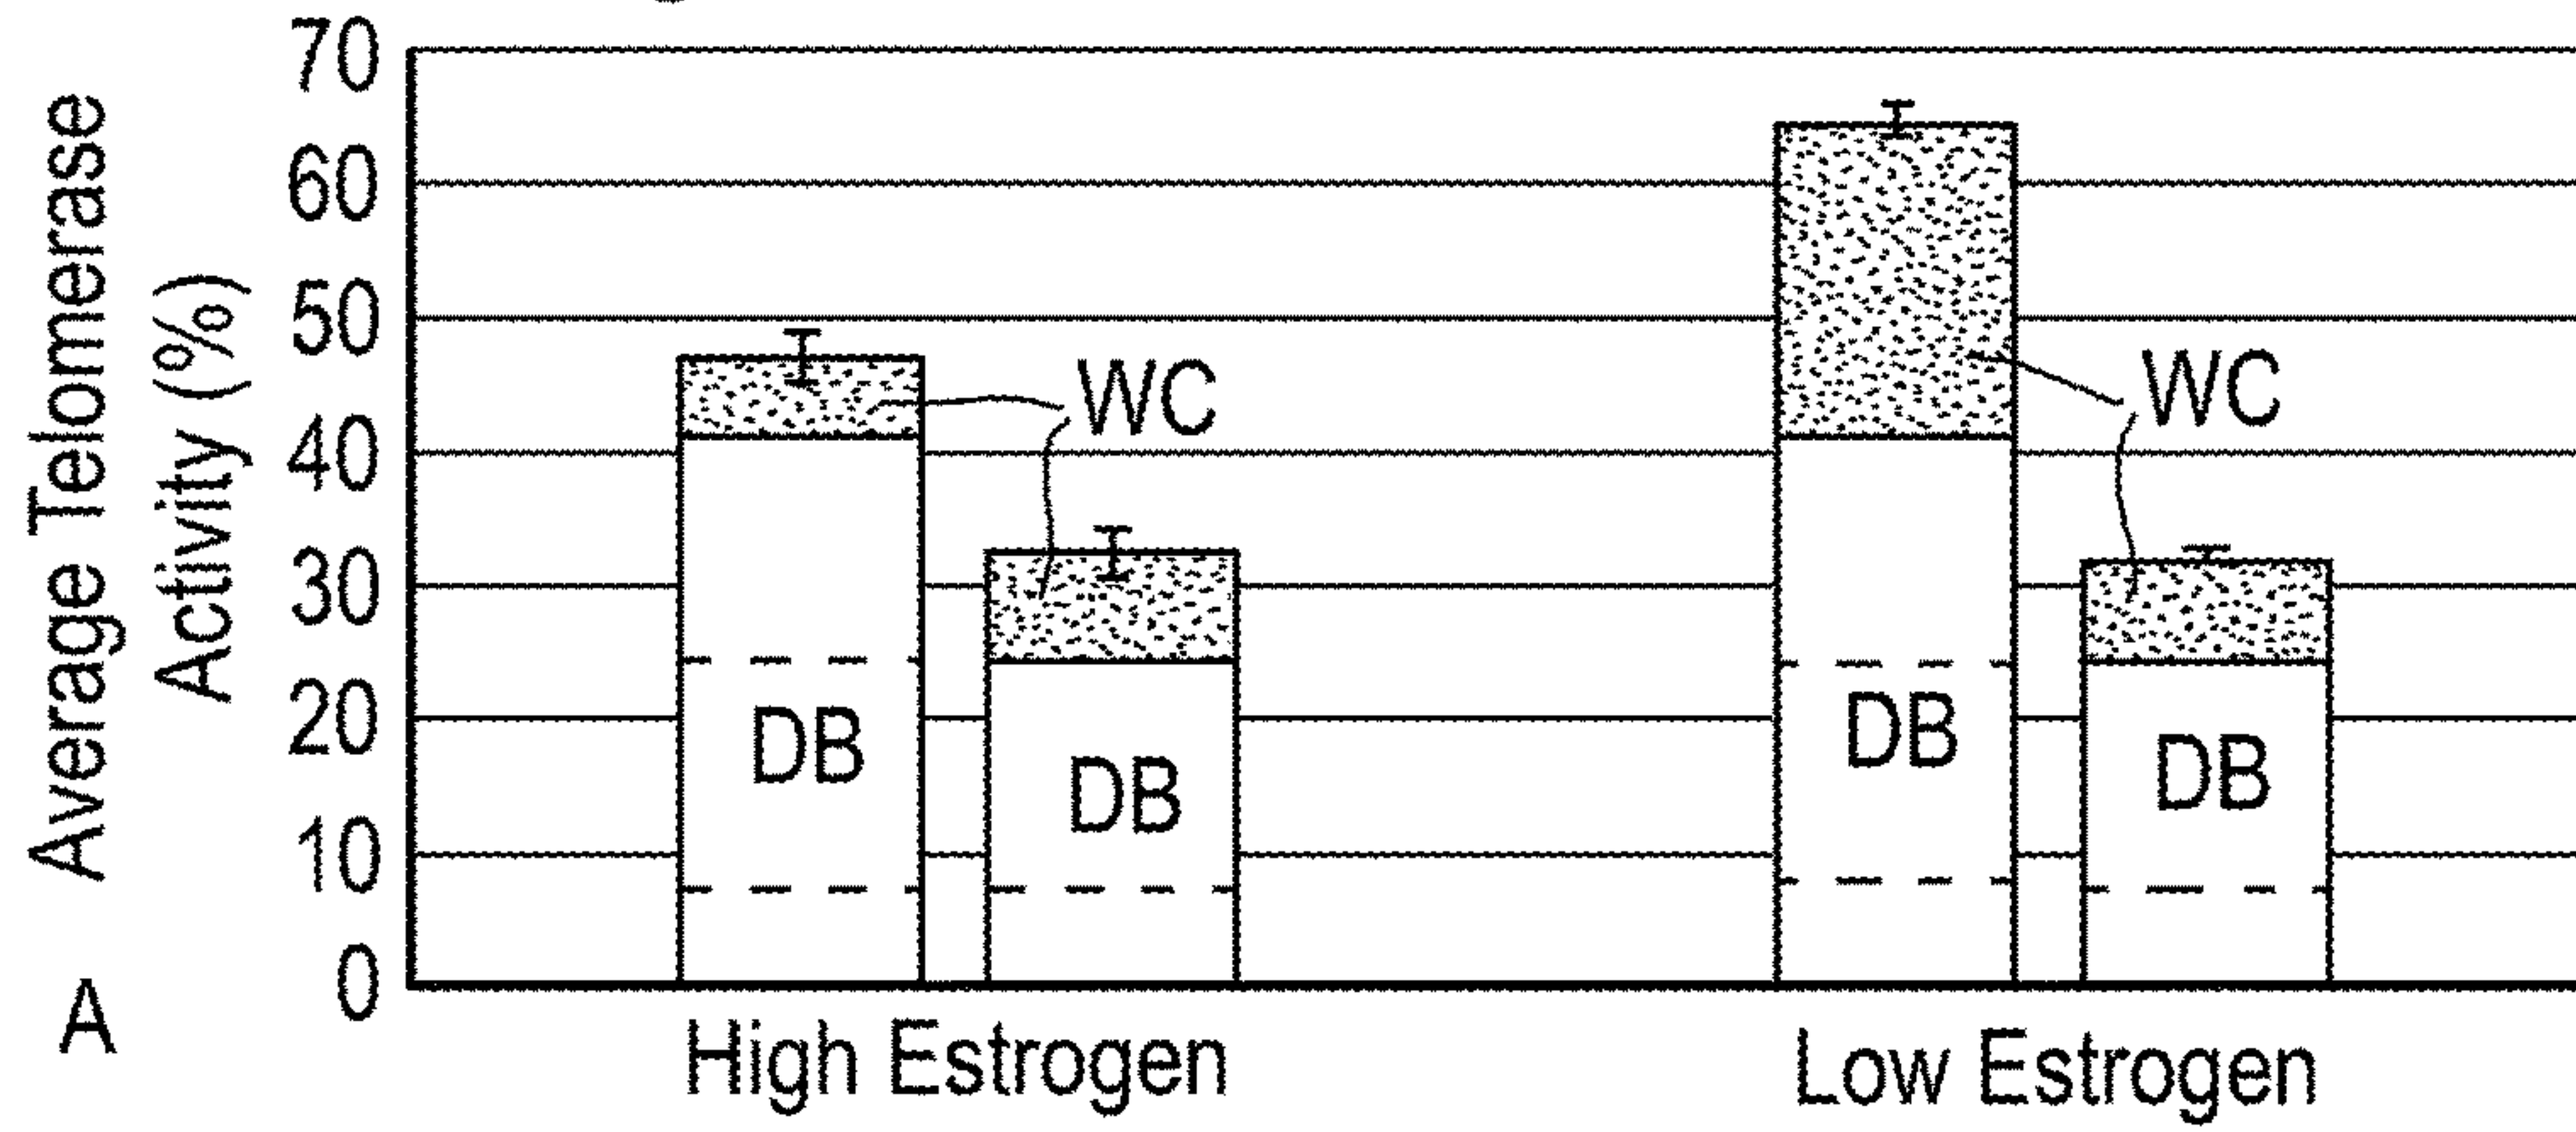 Average Telomerase
Activity (%)
70
60
50
40
30
20
10
0
WC
WC
DB
DB
DB
DB
A
High Estrogen
Low Estrogen